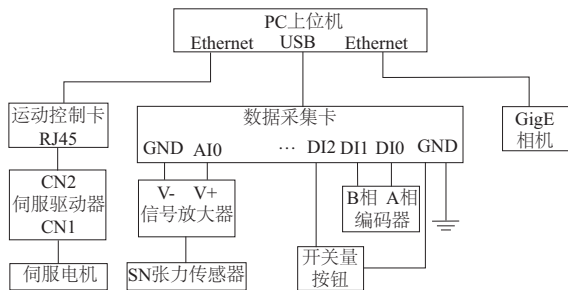 PC上位机
Ethernet USB Ethernet
运动控制卡
RJ45
数据采集卡
GND AI0 ··· DI2 DI1 DI0 GND
GigE
相机
CN2
伺服驱动器
CN1
V- V+
信号放大器
B相 A相
编码器
伺服电机
SN张力传感器
开关量
按钮